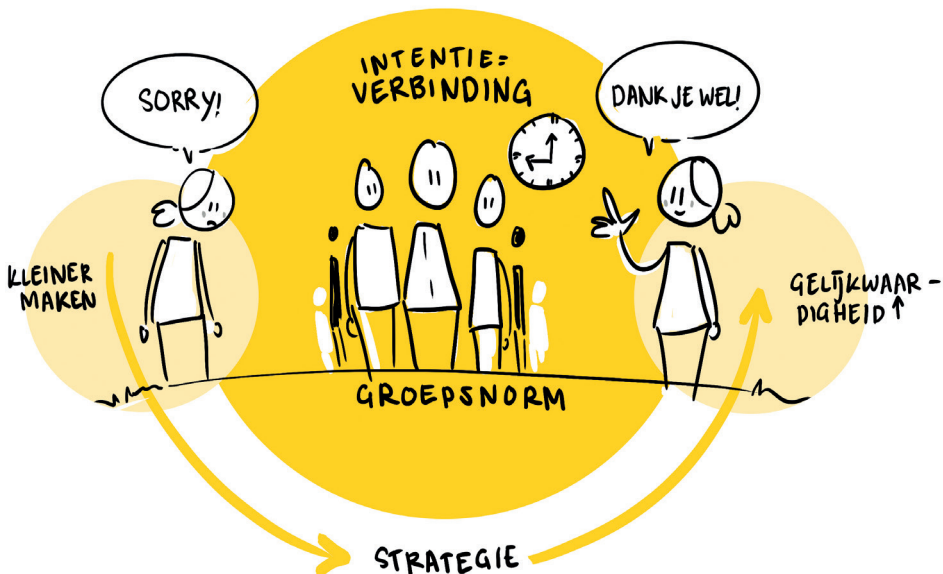 INTENTIE=
VERBINDING
SORRY!
DANK JE WEL!
KLEINER
MAKEN
GELIJKWAAR-
DIGHEID↑
GROEPSNORM
STRATEGIE